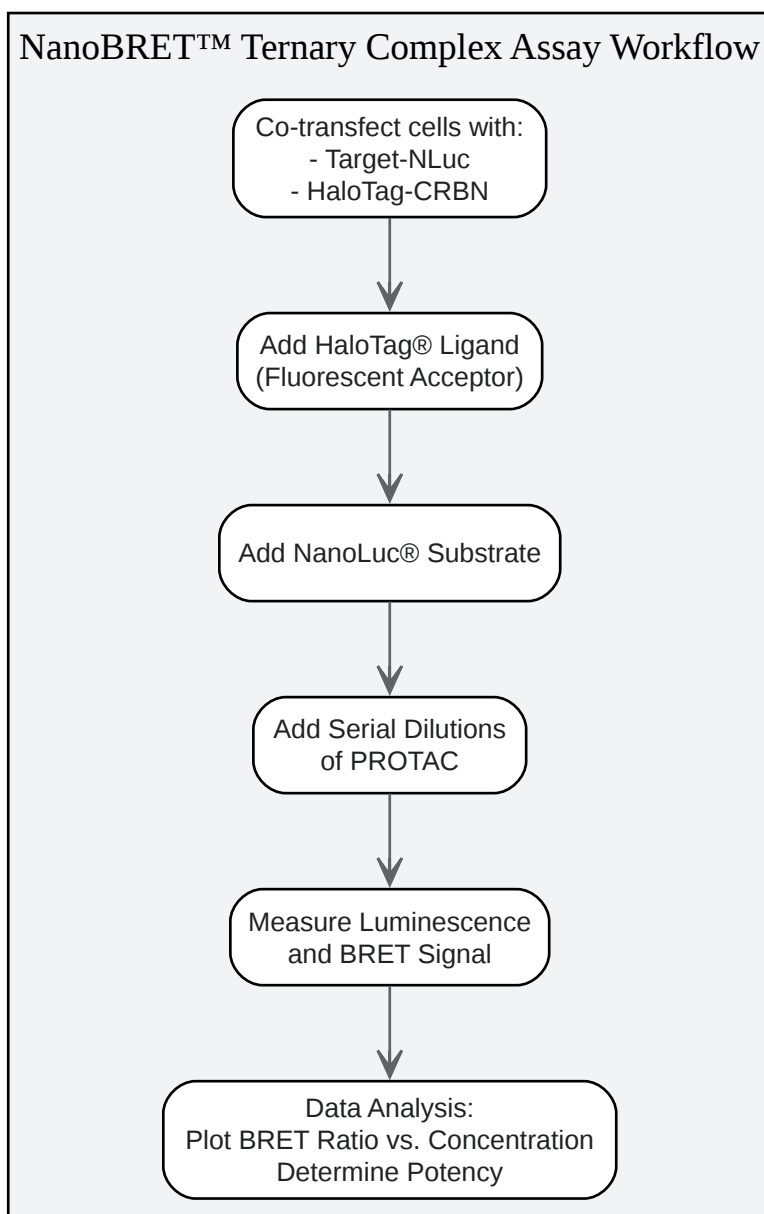 NanoBRET™ Ternary Complex Assay Workflow
Co-transfect cells with:
- Target-NLuc
- HaloTag-CRBN
Add HaloTag® Ligand
(Fluorescent Acceptor)
Add NanoLuc® Substrate
Add Serial Dilutions
of PROTAC
Measure Luminescence
and BRET Signal
Data Analysis:
Plot BRET Ratio vs. Concentration
Determine Potency